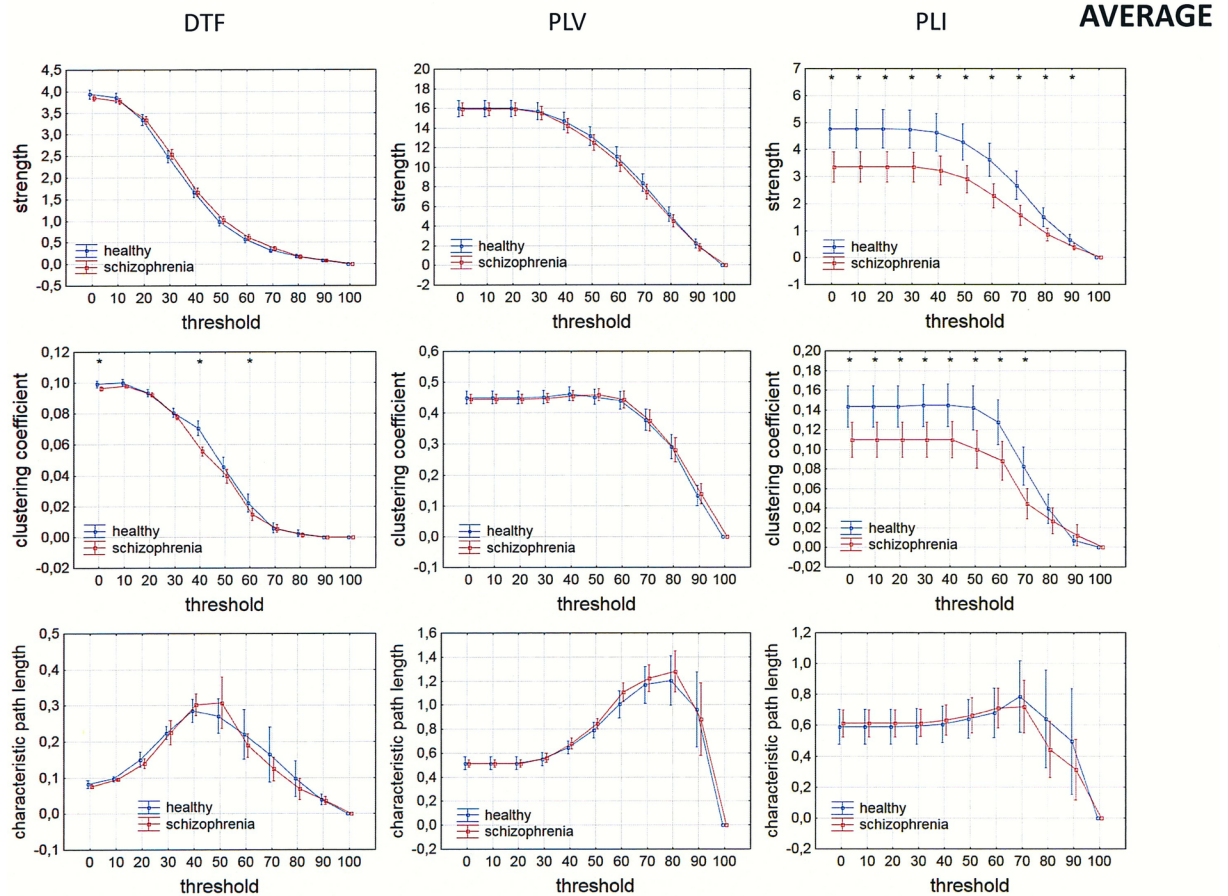 DTF PLV PLI AVERAGE
strength
4,5
4,0
3,5
3,0
2,5
2,0
1,5
1,0
0,5
0,0
-0,5
healthy
schizophrenia
0 10 20 30 40 50 60 70 80 90 100
threshold
strength
20
18
16
14
12
10
8
6
4
2
0
-2
healthy
schizophrenia
0 10 20 30 40 50 60 70 80 90 100
threshold
strength
7
6
5
4
3
2
1
0
-1
* * * * * * * * * *
healthy
schizophrenia
0 10 20 30 40 50 60 70 80 90 100
threshold
clustering coefficient
0,12
0,10
0,08
0,06
0,04
0,02
0,00
-0,02
* * *
healthy
schizophrenia
0 10 20 30 40 50 60 70 80 90 100
threshold
clustering coefficient
0,6
0,5
0,4
0,3
0,2
0,1
0,0
-0,1
healthy
schizophrenia
0 10 20 30 40 50 60 70 80 90 100
threshold
clustering coefficient
0,20
0,18
0,16
0,14
0,12
0,10
0,08
0,06
0,04
0,02
0,00
-0,02
* * * * * * * *
healthy
schizophrenia
0 10 20 30 40 50 60 70 80 90 100
threshold
characteristic path length
0,5
0,4
0,3
0,2
0,1
0,0
-0,1
healthy
schizophrenia
0 10 20 30 40 50 60 70 80 90 100
threshold
characteristic path length
1,6
1,4
1,2
1,0
0,8
0,6
0,4
0,2
0,0
-0,2
healthy
schizophrenia
0 10 20 30 40 50 60 70 80 90 100
threshold
characteristic path length
1,2
1,0
0,8
0,6
0,4
0,2
0,0
-0,2
healthy
schizophrenia
0 10 20 30 40 50 60 70 80 90 100
threshold